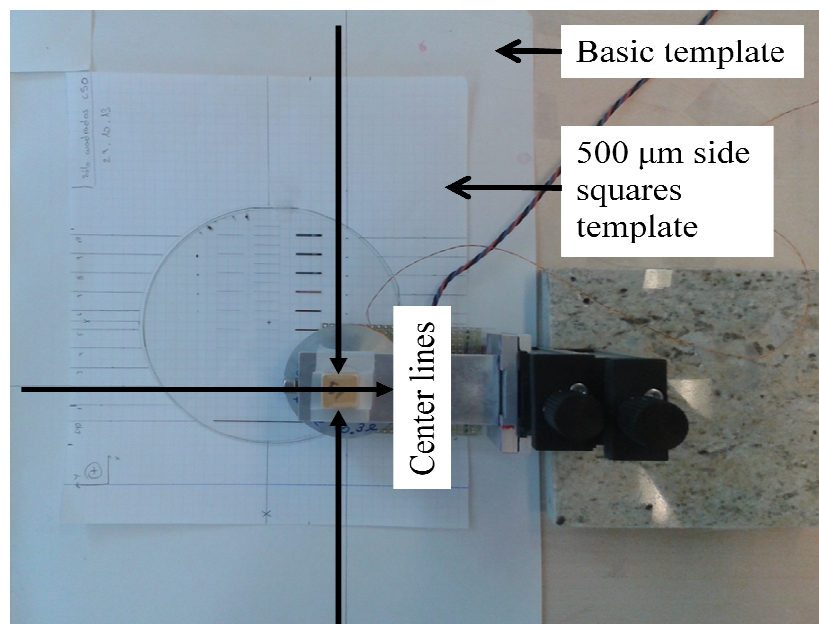 Basic template
500 μm side
squares
template
Center lines
X